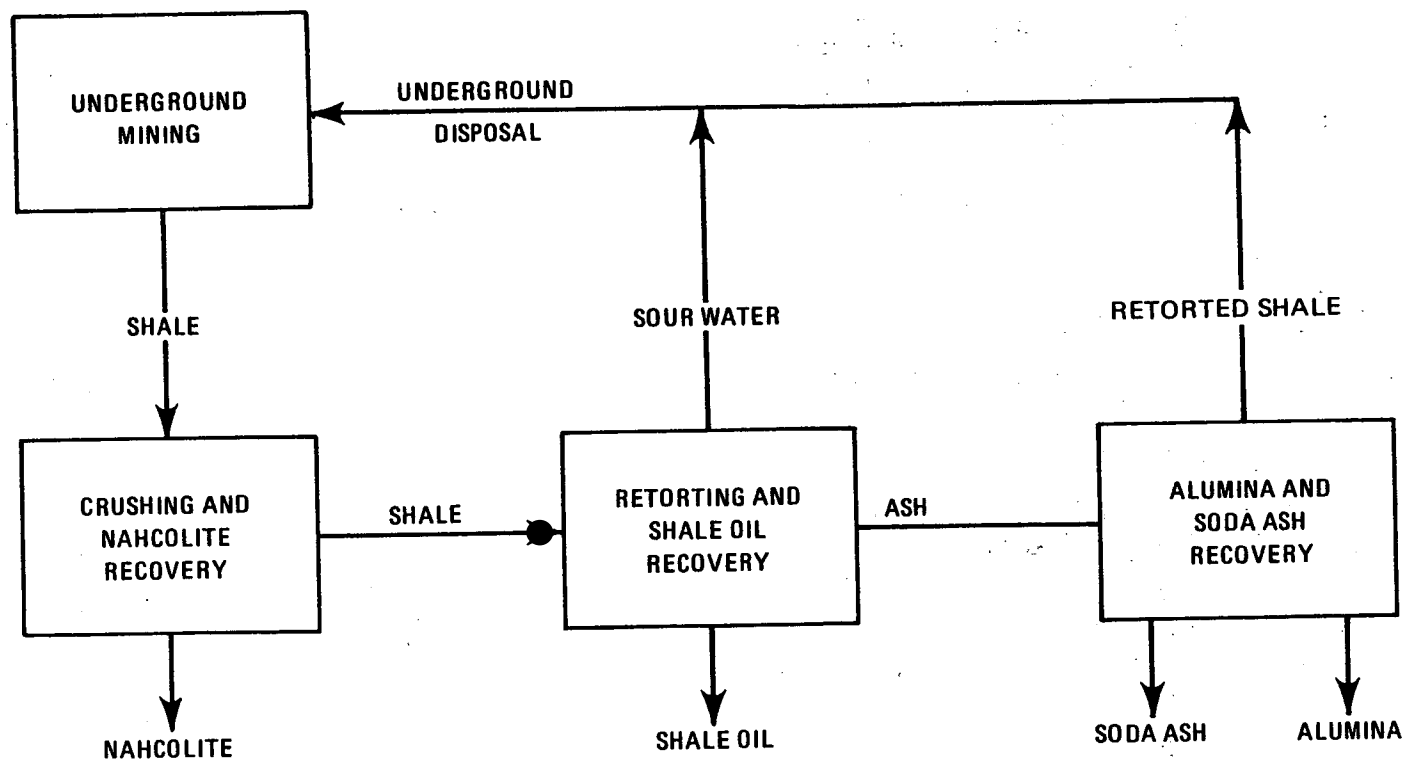 UNDERGROUND
MINING
UNDERGROUND
DISPOSAL
SHALE
SOUR WATER
RETORTED SHALE
CRUSHING AND
NAHCOLITE
RECOVERY
SHALE
RETORTING AND
SHALE OIL
RECOVERY
ASH
ALUMINA AND
SODA ASH
RECOVERY
NAHCOLITE
SHALE OIL
SODA ASH
ALUMINA